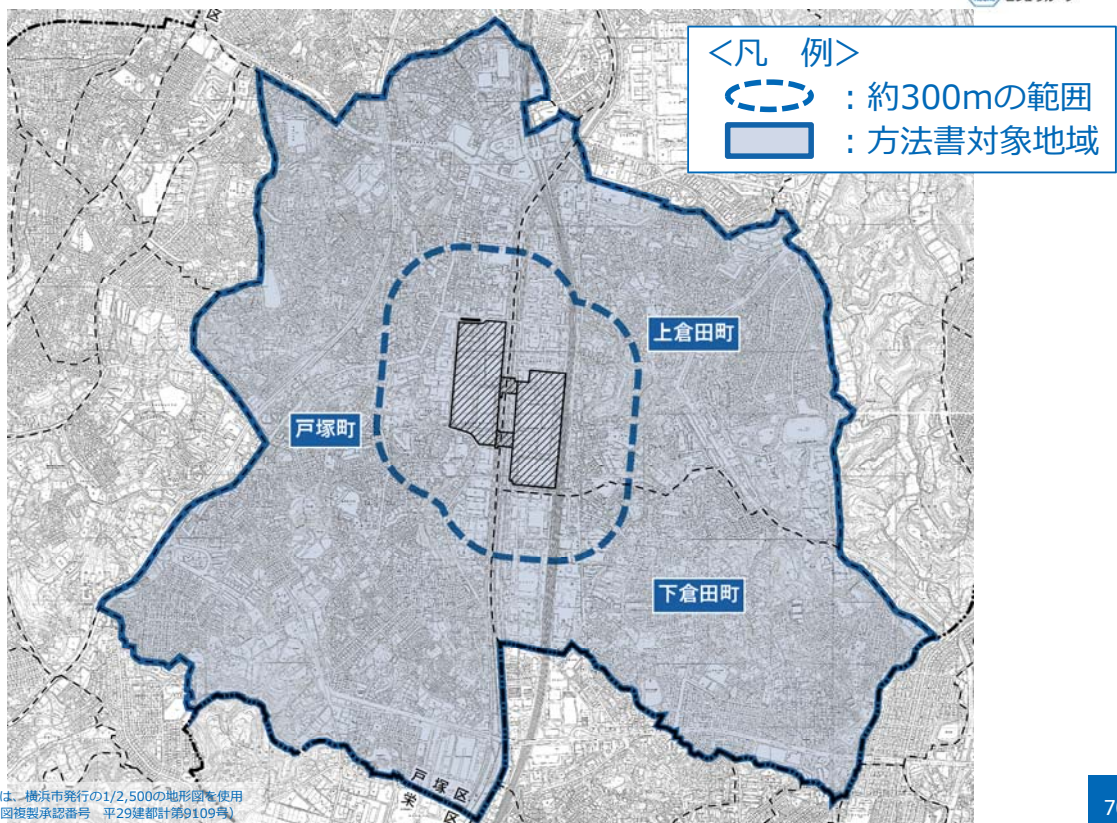 <凡 例>
：約300mの範囲
：方法書対象地域
区
上倉田町
戸塚町
下倉田町
戸塚区
栄区
は、横浜市発行の1/2,500の地形図を使用
図複製承認番号 平29建都計第9109号）
7